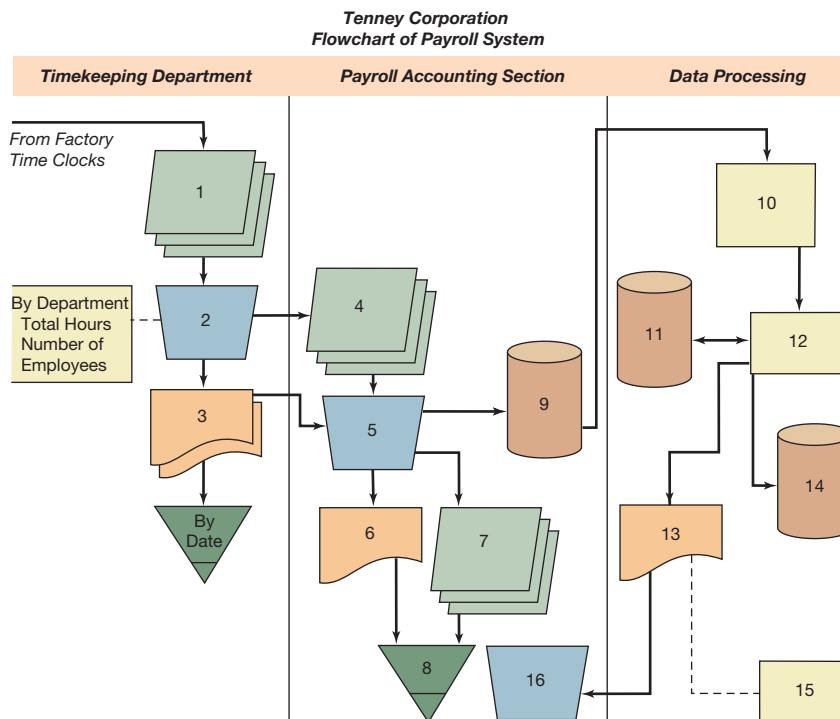 Tenney Corporation
Flowchart of Payroll System
Timekeeping Department
Payroll Accounting Section
Data Processing
From Factory
Time Clocks
1
10
4
By Department
Total Hours
Number of
Employees
2
11
12
9
3
5
14
By
Date
6
7
13
8
16
15